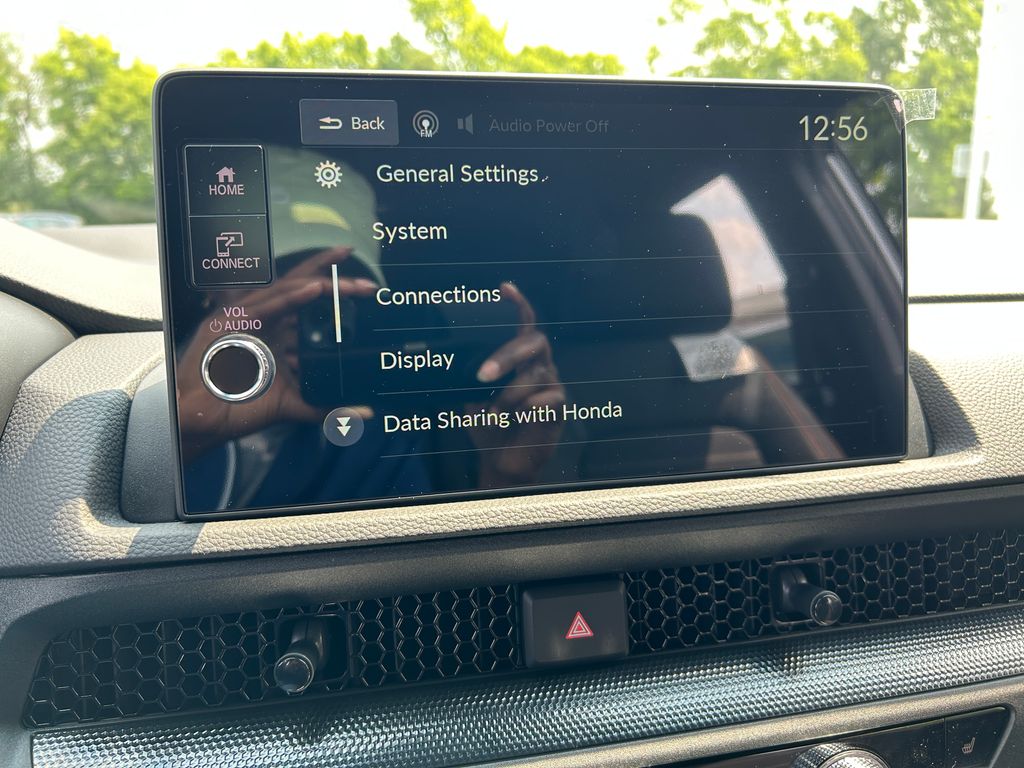 Back
FM
Audio Power Off
12:56
HOME
General Settings
System
CONNECT
Connections
VOL
AUDIO
Display
Data Sharing with Honda